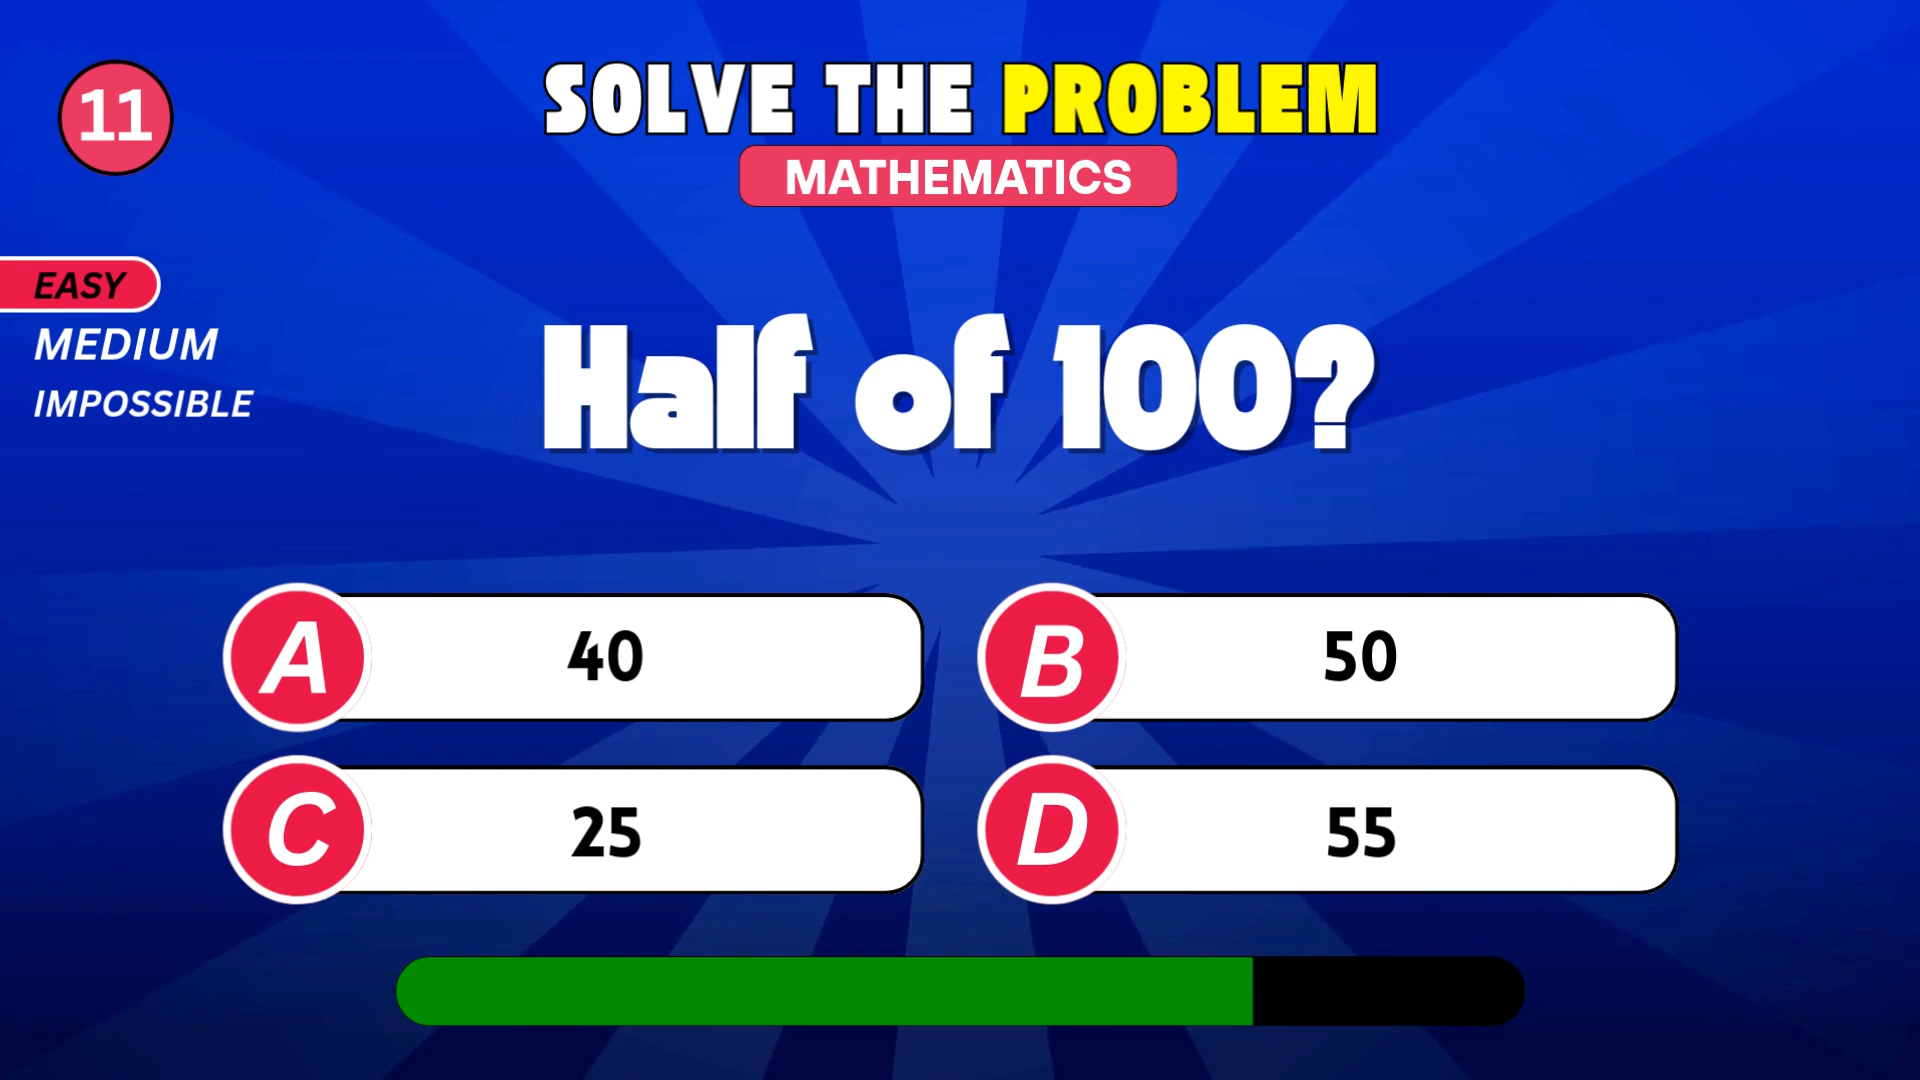 11
SOLVE THE PROBLEM
MATHEMATICS
EASY
MEDIUM
IMPOSSIBLE
Half of 100?
A 40
B 50
C 25
D 55